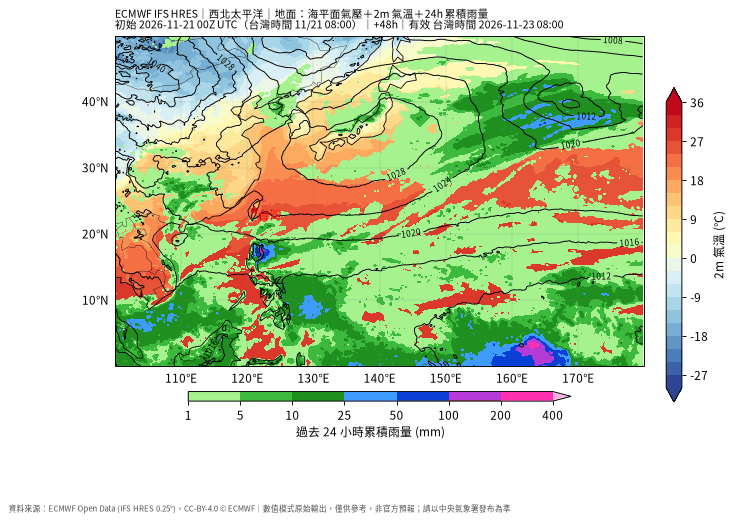 ECMWF IFS HRES｜西北太平洋｜地面：海平面氣壓＋2m 氣溫＋24h 累積雨量
初始 2026-11-21 00Z UTC（台灣時間 11/21 08:00）｜+48h｜有效 台灣時間 2026-11-23 08:00
1008
1040
1028
40°N
1012
1020
30°N
1028
1024
20°N
1020
1016
1012
10°N
110°E 120°E 130°E 140°E 150°E 160°E 170°E
36
27
18
9
0
-9
-18
-27
2m 氣溫 (°C)
1 5 10 25 50 100 200 400
過去 24 小時累積雨量 (mm)
資料來源：ECMWF Open Data (IFS HRES 0.25°)，CC-BY-4.0 © ECMWF｜數值模式原始輸出，僅供參考，非官方預報；請以中央氣象署發布為準